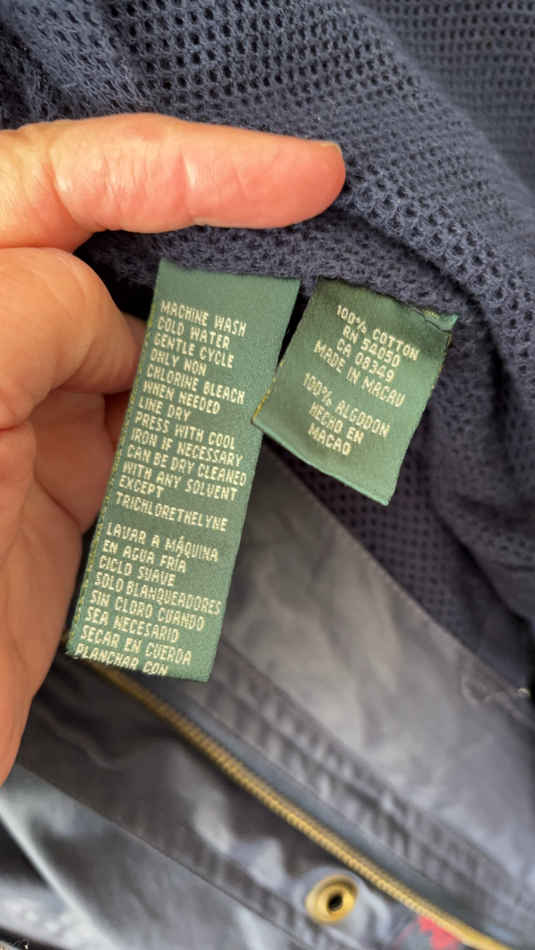 MACHINE WASH
COLD WATER
GENTLE CYCLE
ONLY NON
CHLORINE BLEACH
WHEN NEEDED
LINE DRY
PRESS WITH COOL
IRON IF NECESSARY
CAN BE DRY CLEANED
WITH ANY SOLVENT
EXCEPT
TRICHLORETHELYNE
LAVAR A MÁQUINA
EN AGUA FRÍA
CICLO SUAVE
SOLO BLANQUEADORES
SIN CLORO CUANDO
SEA NECESARIO
SECAR EN CUERDA
PLANCHAR CON
100% COTTON
RN 54050
CA 08349
MADE IN MACAU
100% ALGODON
HECHO EN
MACAO